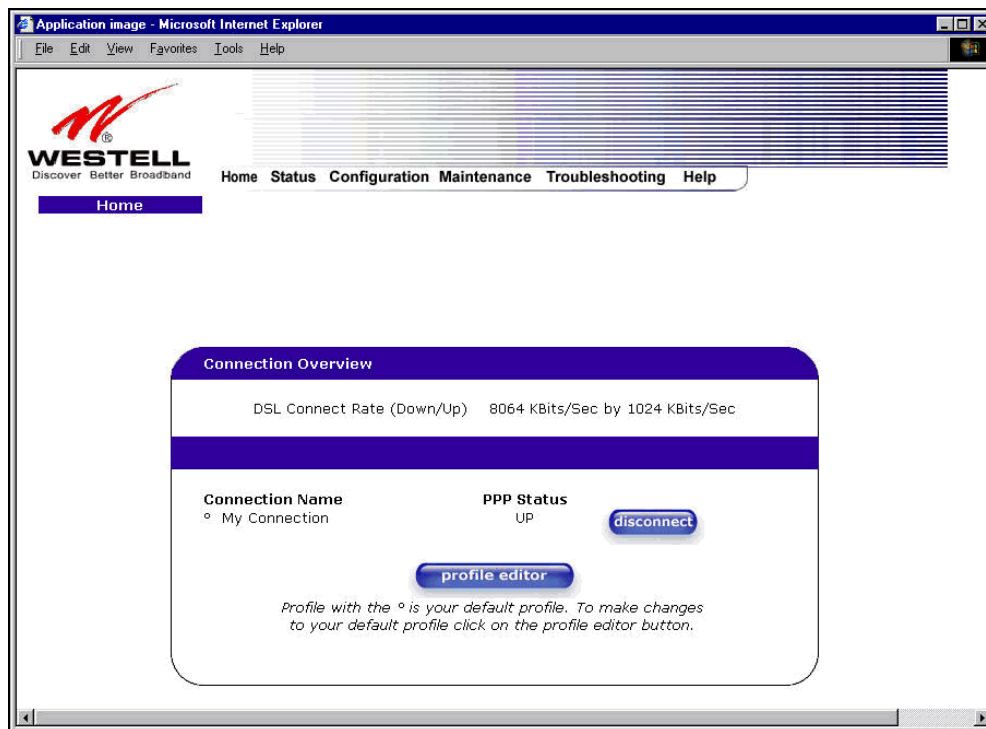 Application image - Microsoft Internet Explorer
File Edit View Favorites Tools Help
®
WESTELL
Discover Better Broadband
Home Status Configuration Maintenance Troubleshooting Help
Home
Connection Overview
DSL Connect Rate (Down/Up) 8064 KBits/Sec by 1024 KBits/Sec
Connection Name PPP Status
° My Connection UP disconnect
profile editor
Profile with the ° is your default profile. To make changes
to your default profile click on the profile editor button.